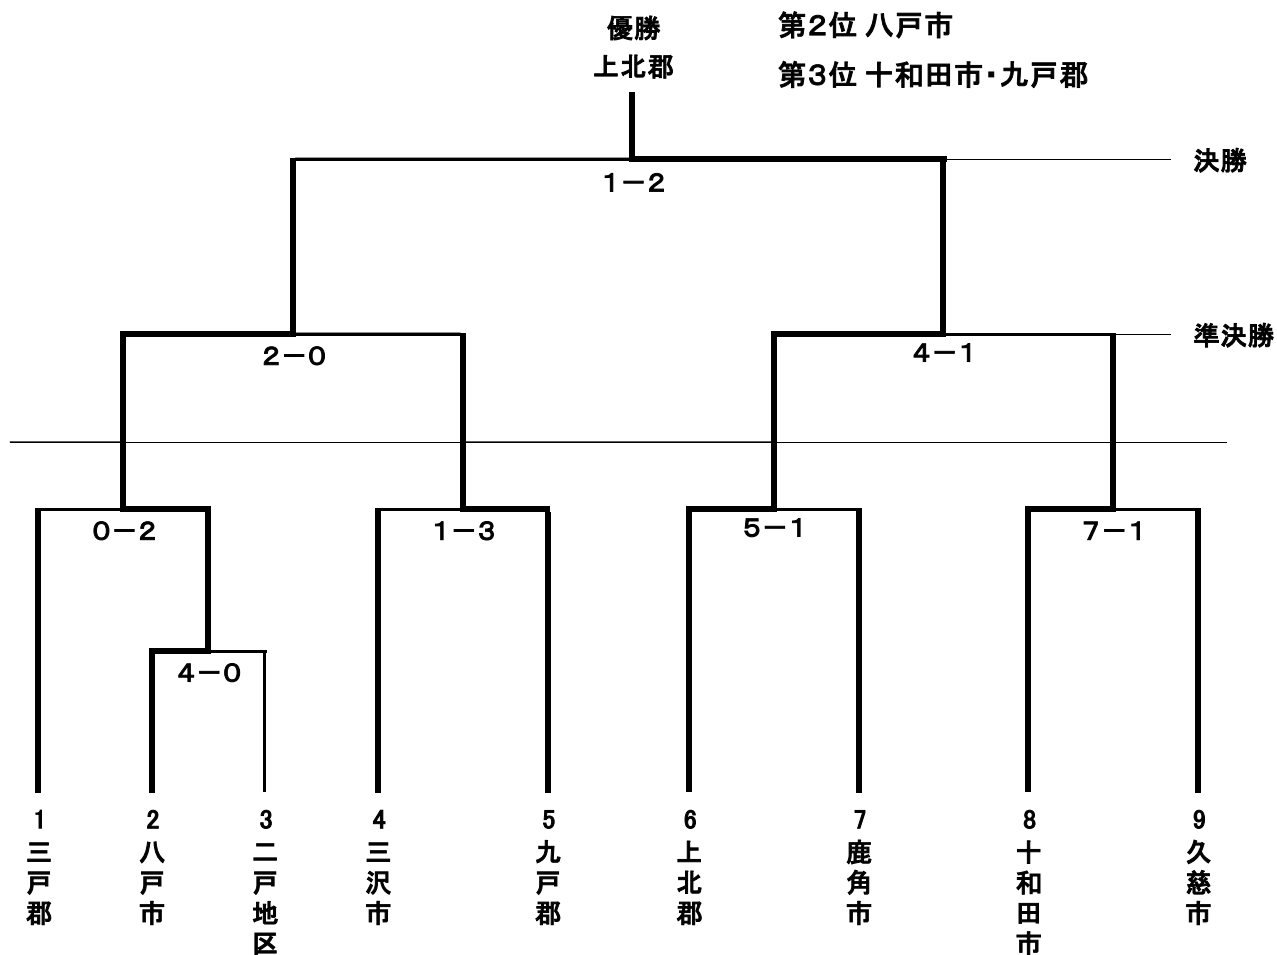 優勝
上北郡
第2位 八戸市
第3位 十和田市・九戸郡
決勝
1－2
準決勝
2－0
4－1
0－2
1－3
5－1
7－1
4－0
1
三戸郡
2
八戸市
3
二戸地区
4
三沢市
5
九戸郡
6
上北郡
7
鹿角市
8
十和田市
9
久慈市